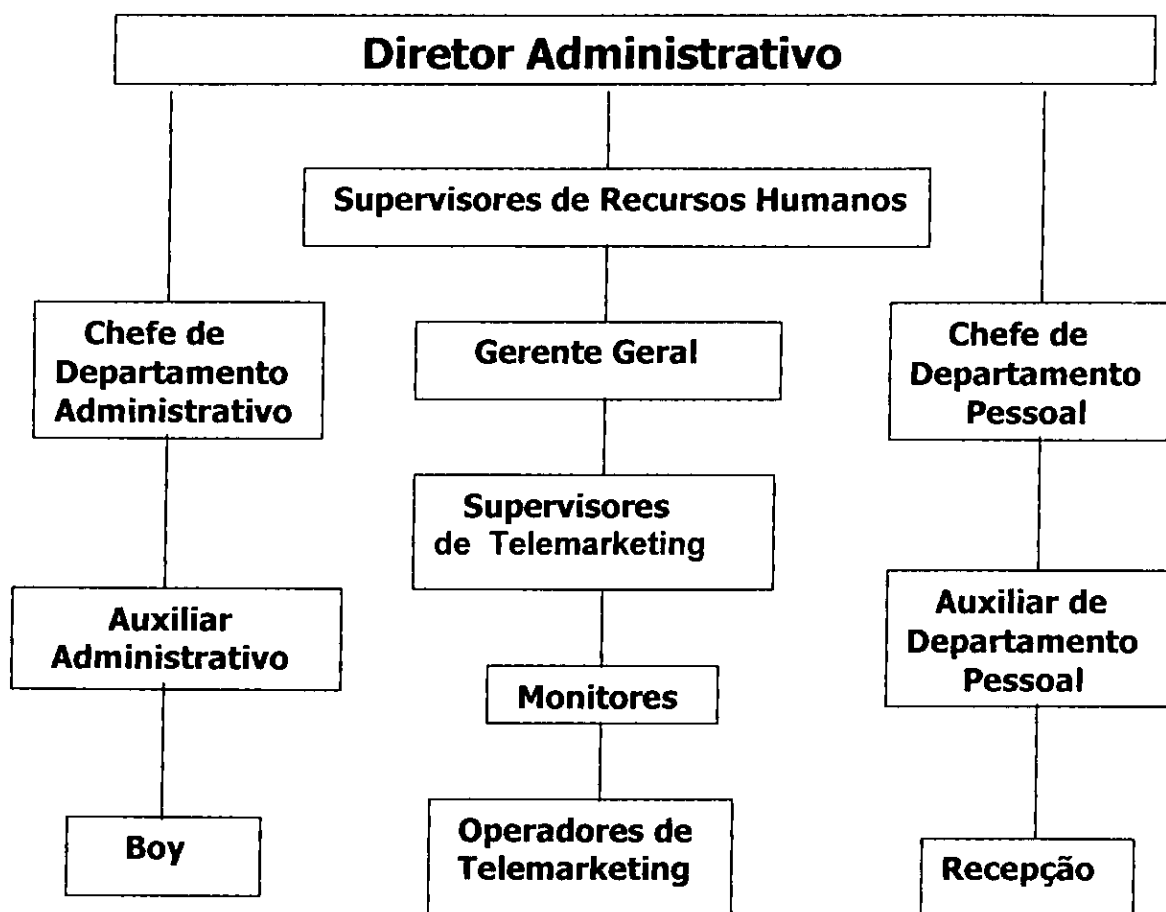 Diretor Administrativo
Supervisores de Recursos Humanos
Chefe de
Departamento
Administrativo
Gerente Geral
Chefe de
Departamento
Pessoal
Supervisores
de Telemarketing
Auxiliar
Administrativo
Auxiliar de
Departamento
Pessoal
Monitores
Boy
Operadores de
Telemarketing
Recepção